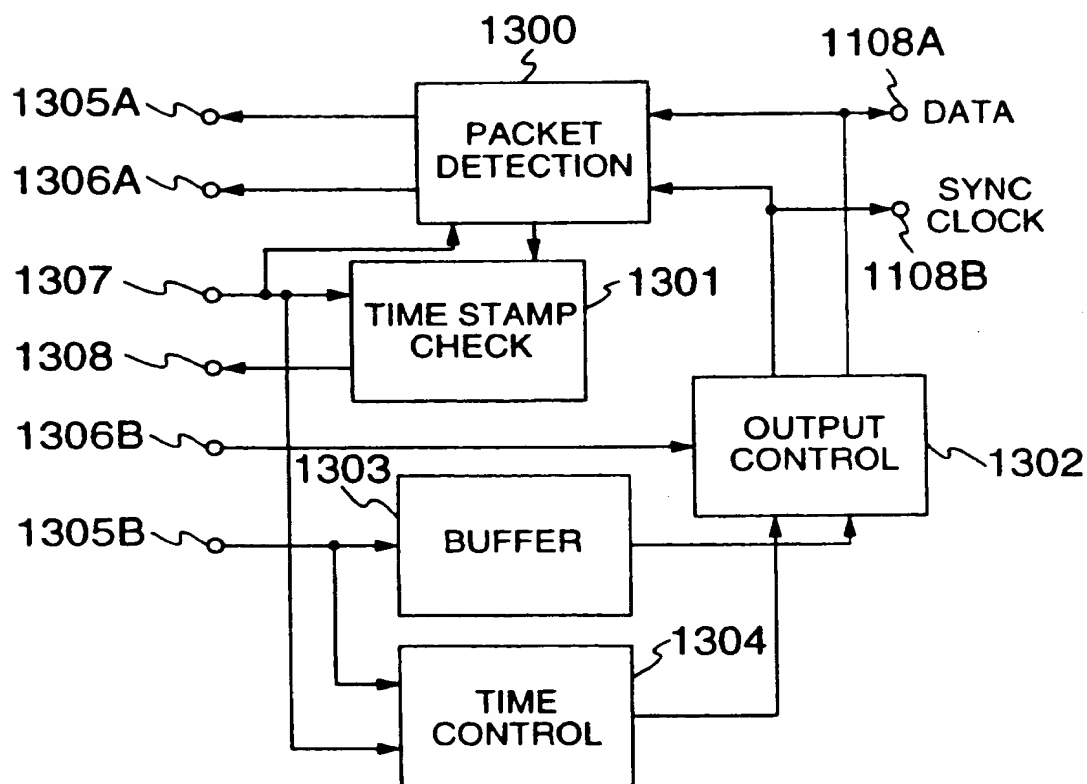 1300
1108A
1305A
PACKET
DETECTION
DATA
1306A
SYNC
CLOCK
1307
1301
1108B
TIME STAMP
CHECK
1308
1306B
OUTPUT
CONTROL
1303
1302
1305B
BUFFER
1304
TIME
CONTROL